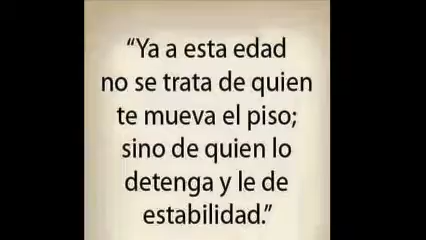 “Ya a esta edad
no se trata de quien
te mueva el piso;
sino de quien lo
detenga y le de
estabilidad.”